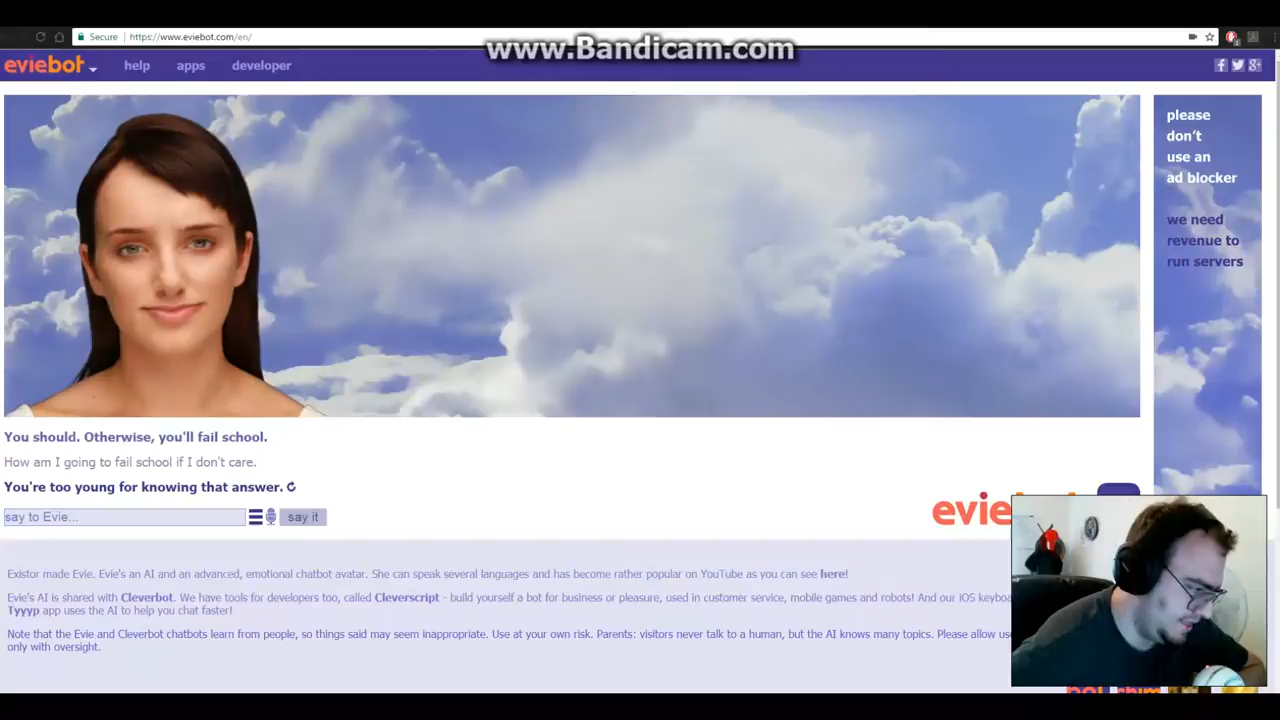 Secure https://www.eviebot.com/en/
www.Bandicam.com
eviebot help apps developer
please
don't
use an
ad blocker
we need
revenue to
run servers
You should. Otherwise, you'll fail school.
How am I going to fail school if I don't care.
You're too young for knowing that answer.
say to Evie... say it
evie
Existor made Evie. Evie's an AI and an advanced, emotional chatbot avatar. She can speak several languages and has become rather popular on YouTube as you can see here!
Evie's AI is shared with Cleverbot. We have tools for developers too, called Cleverscript - build yourself a bot for business or pleasure, used in customer service, mobile games and robots! And our iOS keyboa
Tyyyp app uses the AI to help you chat faster!
Note that the Evie and Cleverbot chatbots learn from people, so things said may seem inappropriate. Use at your own risk. Parents: visitors never talk to a human, but the AI knows many topics. Please allow us
only with oversight.